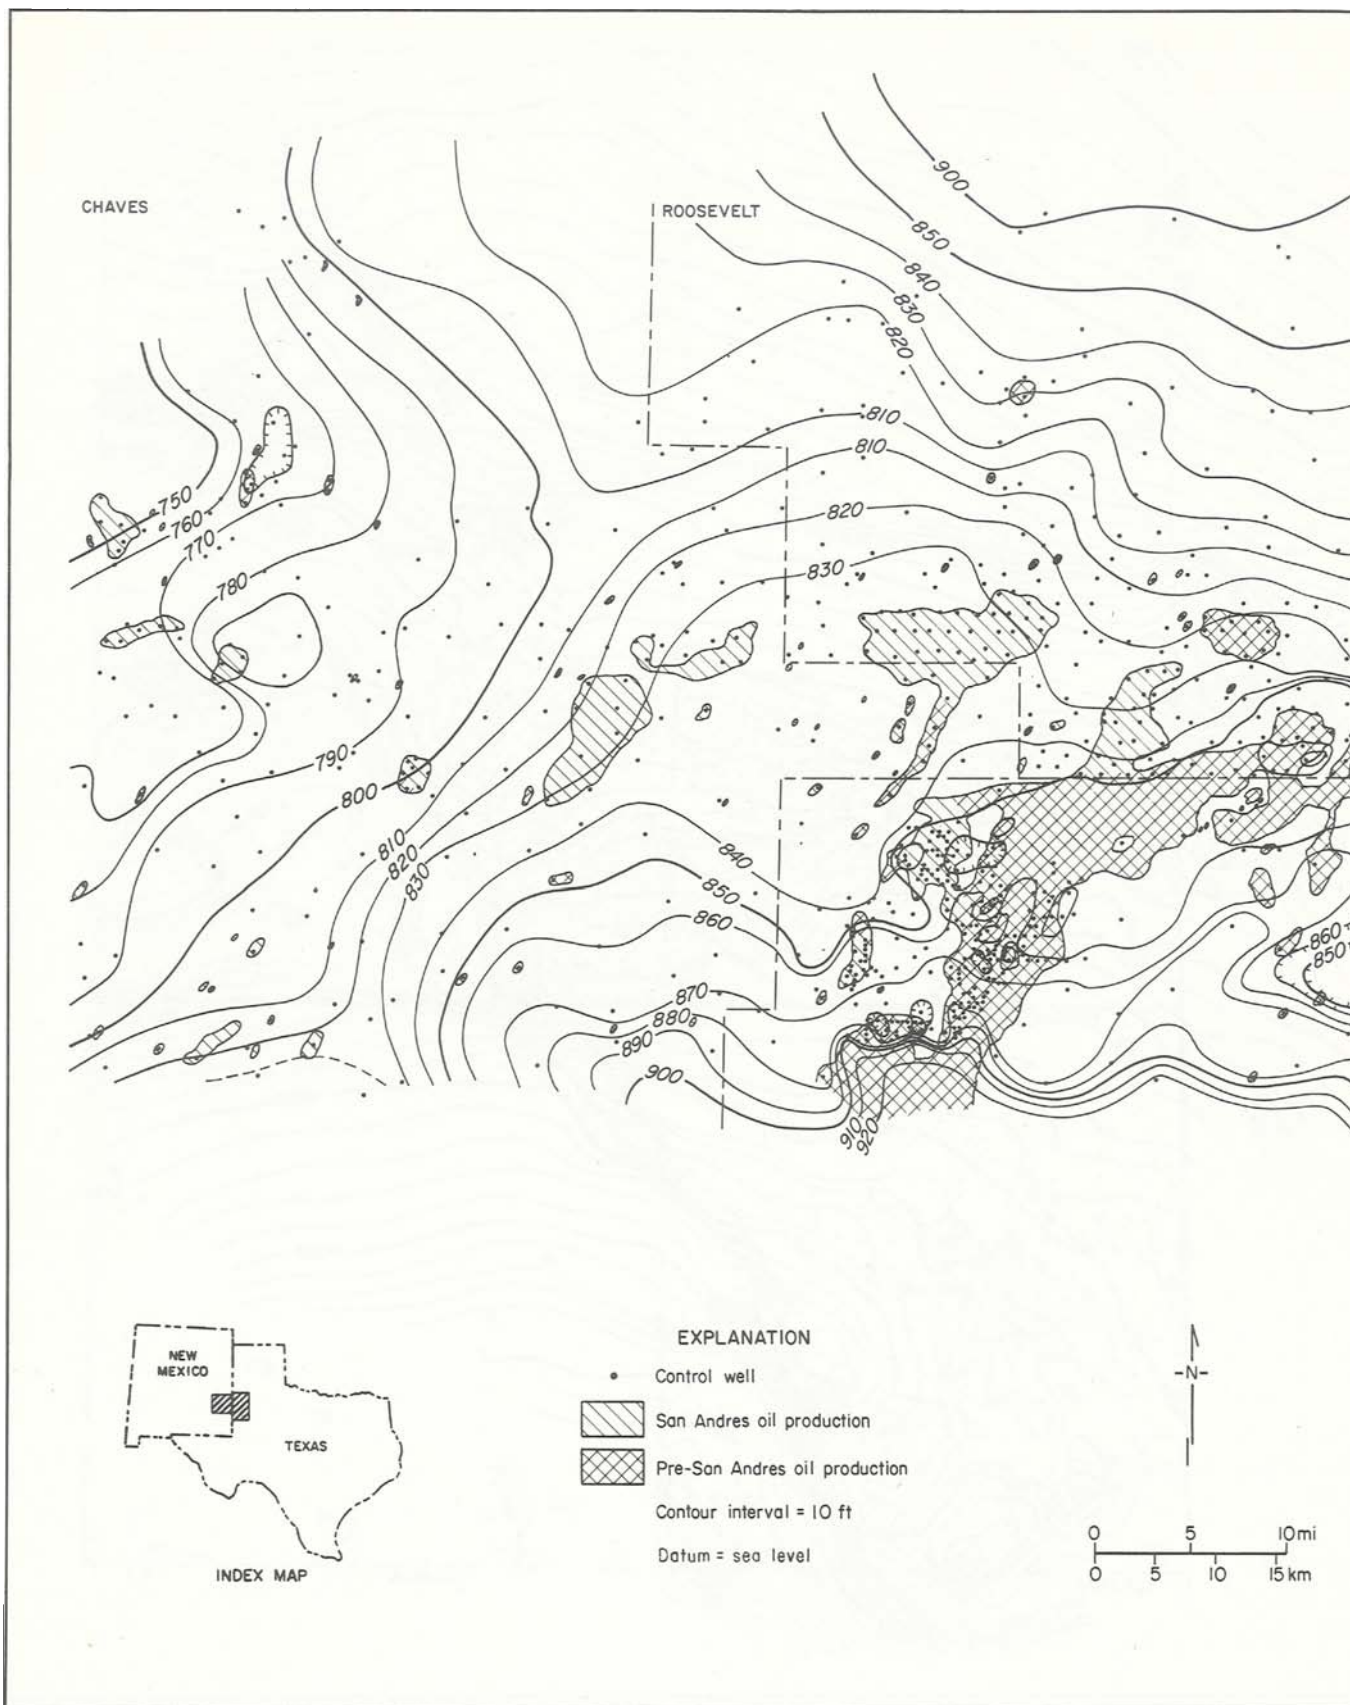 CHAVES
ROOSEVELT
900
850
840
830
820
810
810
820
830
750
760
770
780
790
800
810
820
830
840
850
860
870
880
890
900
910
920
860
850
NEW
MEXICO
TEXAS
INDEX MAP
EXPLANATION
Control well
San Andres oil production
Pre-San Andres oil production
Contour interval = 10 ft
Datum = sea level
-N-
0 5 10 mi
0 5 10 15 km